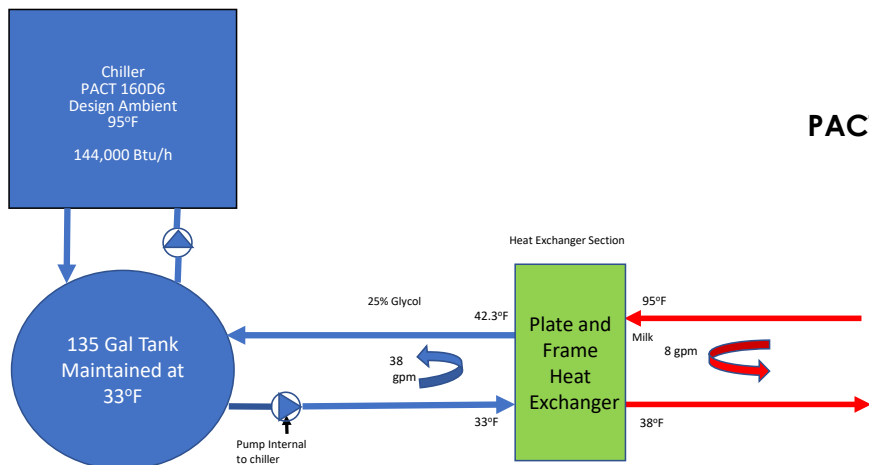 Chiller
PACT 160D6
Design Ambient
95°F
144,000 Btu/h
PAC
Heat Exchanger Section
25% Glycol
42.3°F
95°F
Plate and
Frame
Heat
Exchanger
Milk
8 gpm
38
gpm
135 Gal Tank
Maintained at
33°F
33°F
38°F
Pump Internal
to chiller